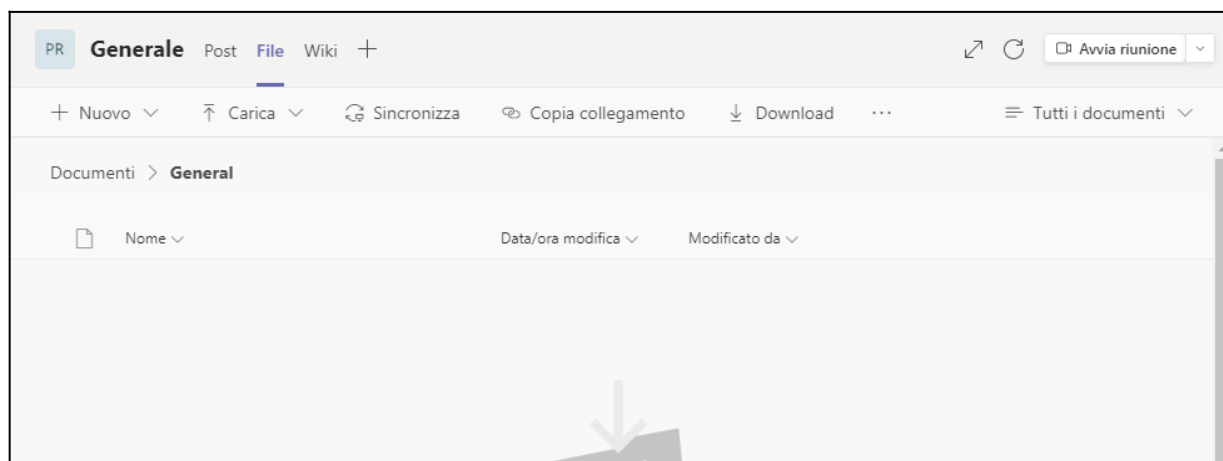 PR Generale Post File Wiki Avvia riunione
Nuovo Carica Sincronizza Copia collegamento Download ... Tutti i documenti
Documenti > General
Nome Data/ora modifica Modificato da